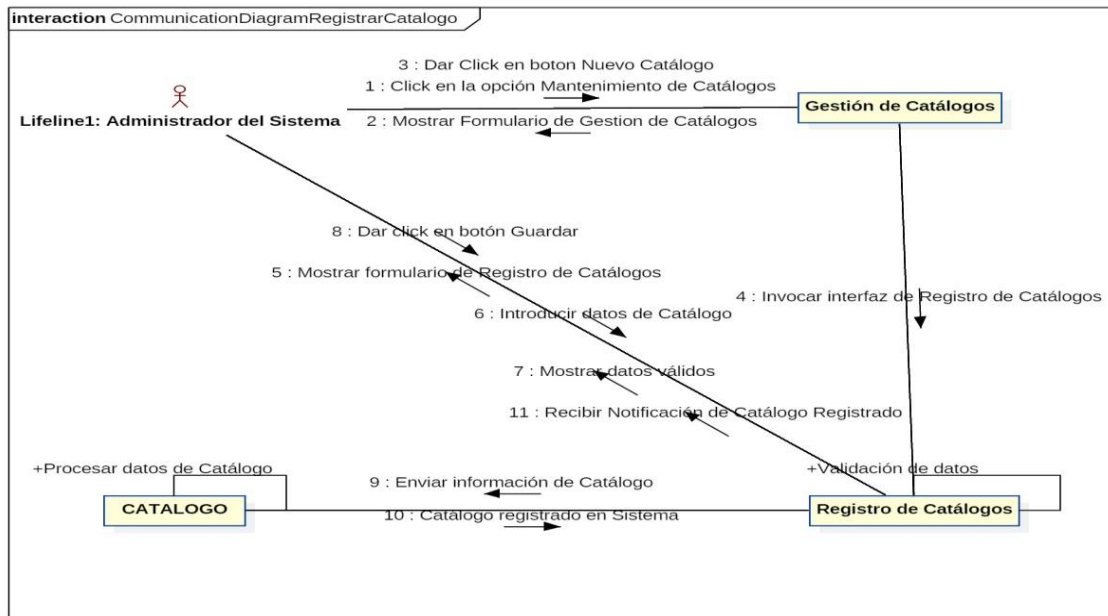 interaction CommunicationDiagramRegistrarCatalogo
3 : Dar Click en boton Nuevo Catálogo
1 : Click en la opción Mantenimiento de Catálogos
Gestión de Catálogos
Lifeline1: Administrador del Sistema
2 : Mostrar Formulario de Gestion de Catálogos
8 : Dar click en botón Guardar
5 : Mostrar formulario de Registro de Catálogos
4 : Invocar interfaz de Registro de Catálogos
6 : Introducir datos de Catálogo
7 : Mostrar datos válidos
11 : Recibir Notificación de Catálogo Registrado
+Procesar datos de Catálogo
+Validación de datos
9 : Enviar información de Catálogo
CATALOGO
Registro de Catálogos
10 : Catálogo registrado en Sistema